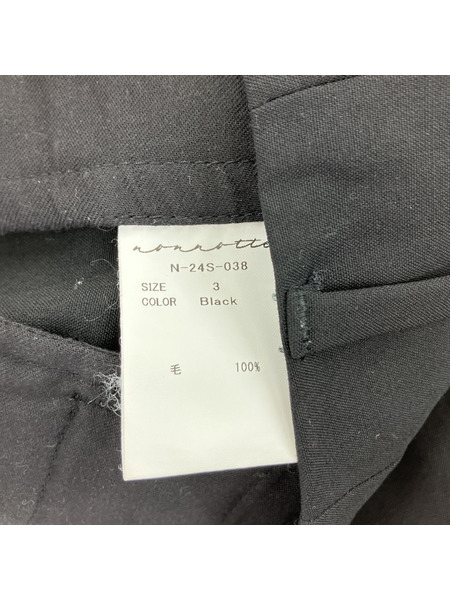 nonnotte
N-24S-038
SIZE 3
COLOR Black
毛 100%